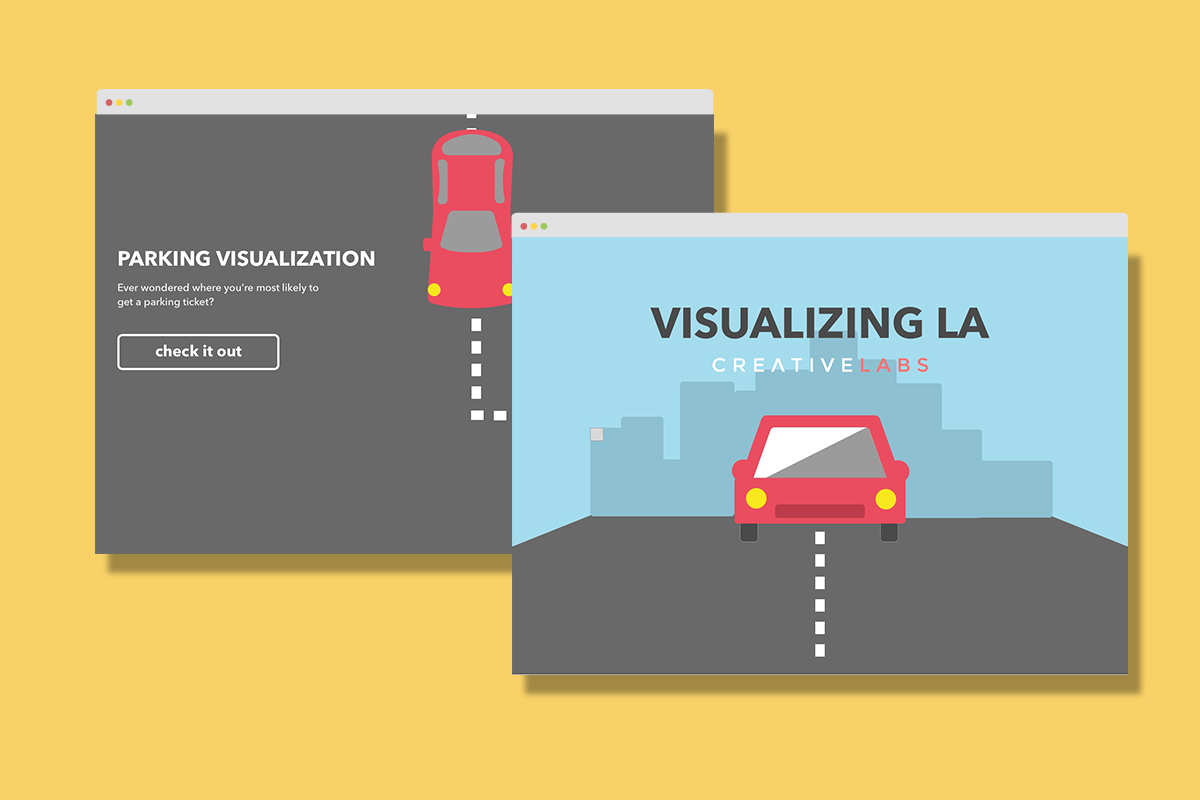 PARKING VISUALIZATION
Ever wondered where you're most likely to
get a parking ticket?
check it out
VISUALIZING LA
CREATIVELABS